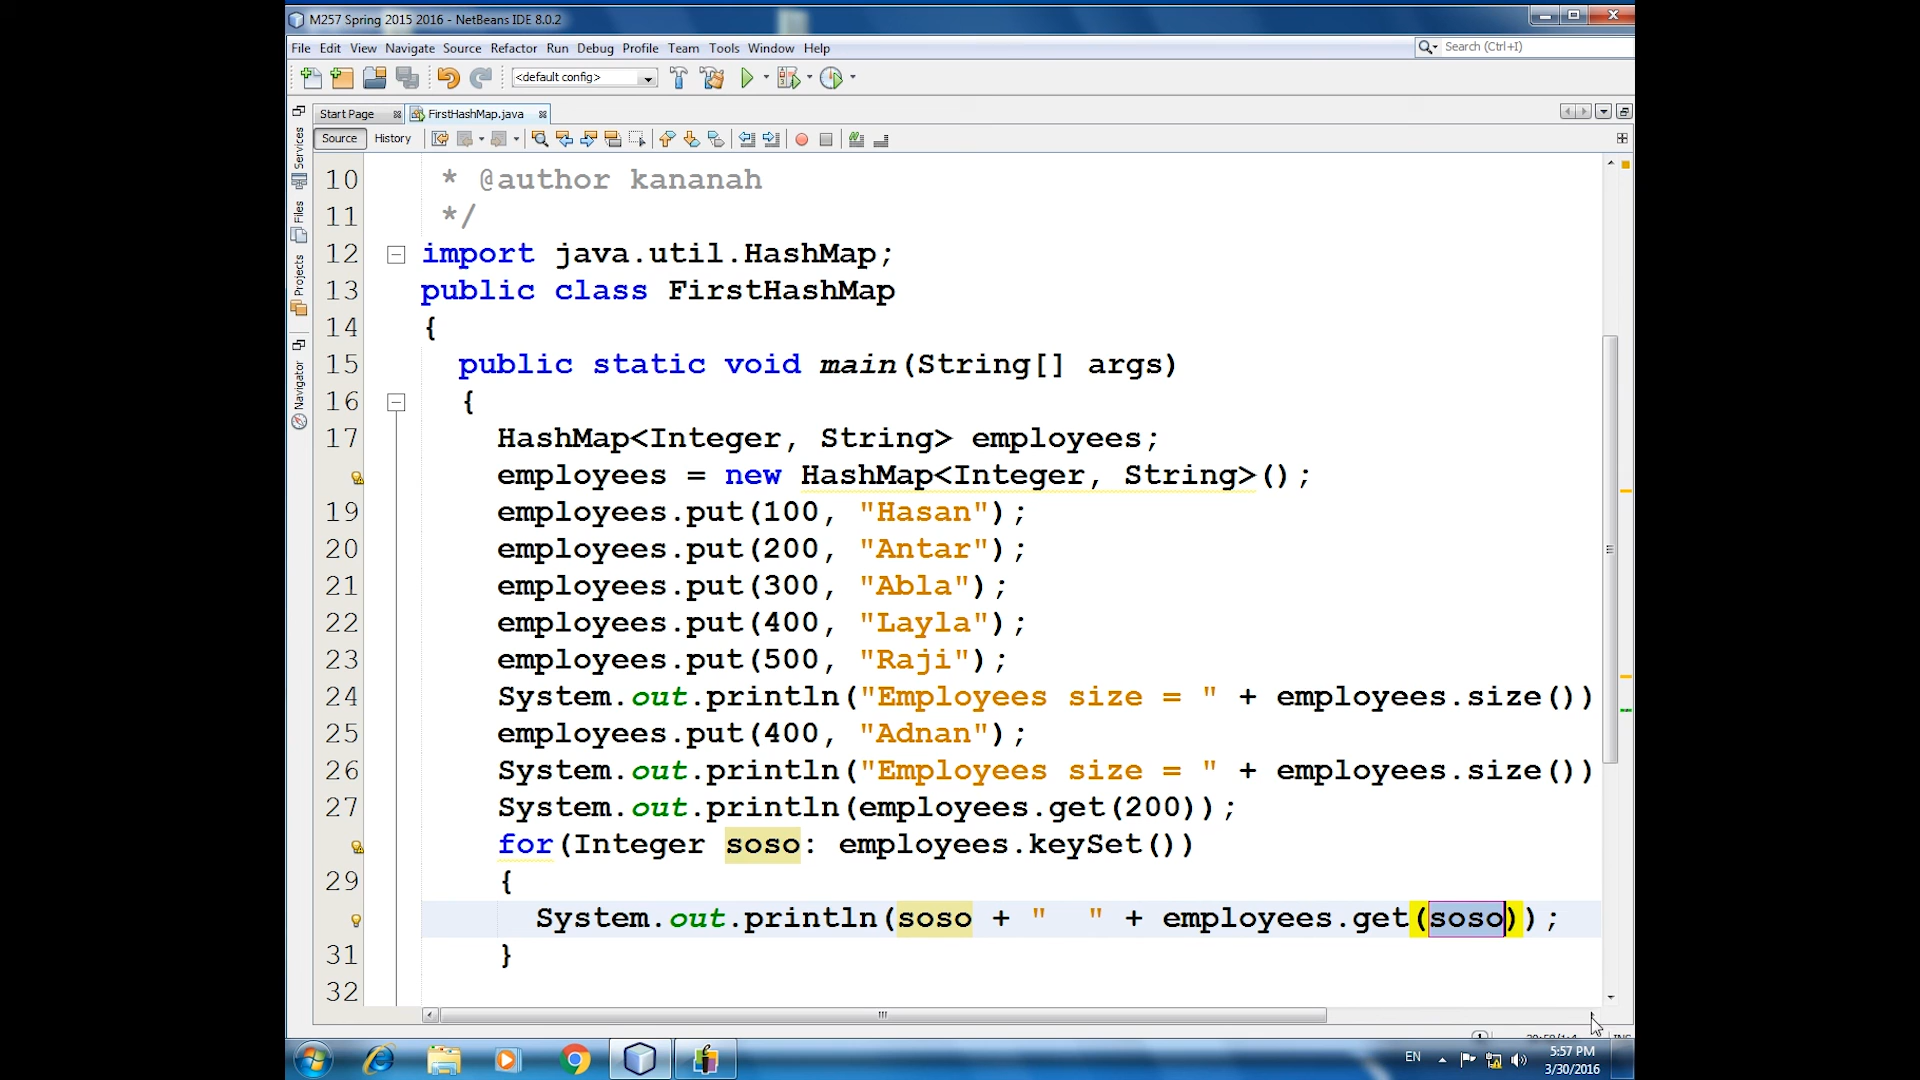 M257 Spring 2015 2016 - NetBeans IDE 8.0.2
File Edit View Navigate Source Refactor Run Debug Profile Team Tools Window Help
Search (Ctrl+I)
<default config>
Start Page
FirstHashMap.java
Source History
Services
Files
Projects
Navigator
10 * @author kananah
11 */
12 import java.util.HashMap;
13 public class FirstHashMap
14 {
15 public static void main(String[] args)
16 {
17 HashMap<Integer, String> employees;
employees = new HashMap<Integer, String>();
19 employees.put(100, "Hasan");
20 employees.put(200, "Antar");
21 employees.put(300, "Abla");
22 employees.put(400, "Layla");
23 employees.put(500, "Raji");
24 System.out.println("Employees size = " + employees.size())
25 employees.put(400, "Adnan");
26 System.out.println("Employees size = " + employees.size())
27 System.out.println(employees.get(200));
for(Integer soso: employees.keySet())
29 {
System.out.println(soso + "  " + employees.get(soso));
31 }
32
EN
5:57 PM
3/30/2016